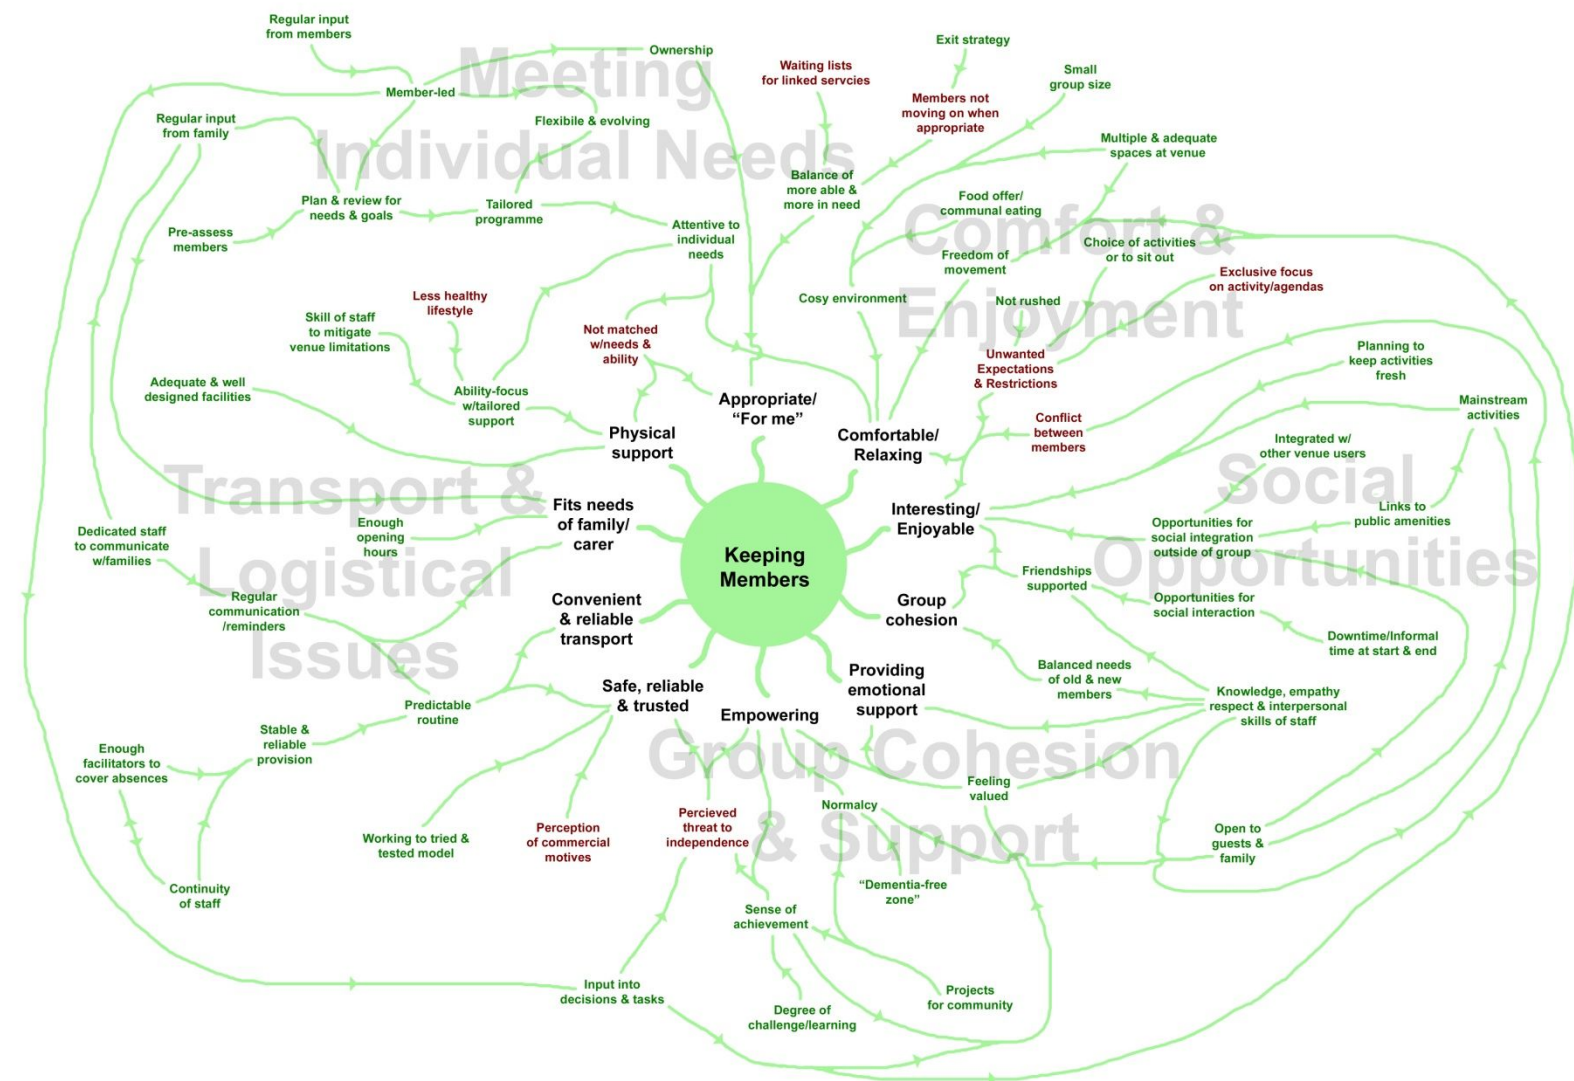 Regular input
from members
Ownership
Exit strategy
Meeting
Individual Needs
Waiting lists
for linked servcies
Small
group size
Member-led
Members not
moving on when
appropriate
Regular input
from family
Flexibile & evolving
Multiple & adequate
spaces at venue
Balance of
more able &
more in need
Food offer/
communal eating
Plan & review for
needs & goals
Tailored
programme
Pre-assess
members
Attentive to
individual
needs
Comfort &
Enjoyment
Freedom of
movement
Choice of activities
or to sit out
Exclusive focus
on activity/agendas
Less healthy
lifestyle
Cosy environment
Not rushed
Skill of staff
to mitigate
venue limitations
Not matched
w/needs &
ability
Unwanted
Expectations
& Restrictions
Planning to
keep activities
fresh
Adequate & well
designed facilities
Ability-focus
w/tailored
support
Appropriate/
“For me”
Mainstream
activities
Physical
support
Comfortable/
Relaxing
Conflict
between
members
Integrated w/
other venue users
Transport &
Logistical
Issues
Social
Opportunities
Fits needs
of family/
carer
Interesting/
Enjoyable
Links to
public amenities
Enough
opening
hours
Opportunities for
social integration
outside of group
Dedicated staff
to communicate
w/families
Keeping
Members
Friendships
supported
Regular
communication
/reminders
Convenient
& reliable
transport
Group
cohesion
Opportunities for
social interaction
Downtime/Informal
time at start & end
Balanced needs
of old & new
members
Providing
emotional
support
Safe, reliable
& trusted
Empowering
Knowledge, empathy
respect & interpersonal
skills of staff
Predictable
routine
Stable &
reliable
provision
Enough
facilitators to
cover absences
Group Cohesion
& Support
Feeling
valued
Normalcy
Percieved
threat to
independence
Working to tried &
tested model
Perception
of commercial
motives
Open to
guests &
family
Continuity
of staff
“Dementia-free
zone”
Sense of
achievement
Input into
decisions & tasks
Projects
for community
Degree of
challenge/learning